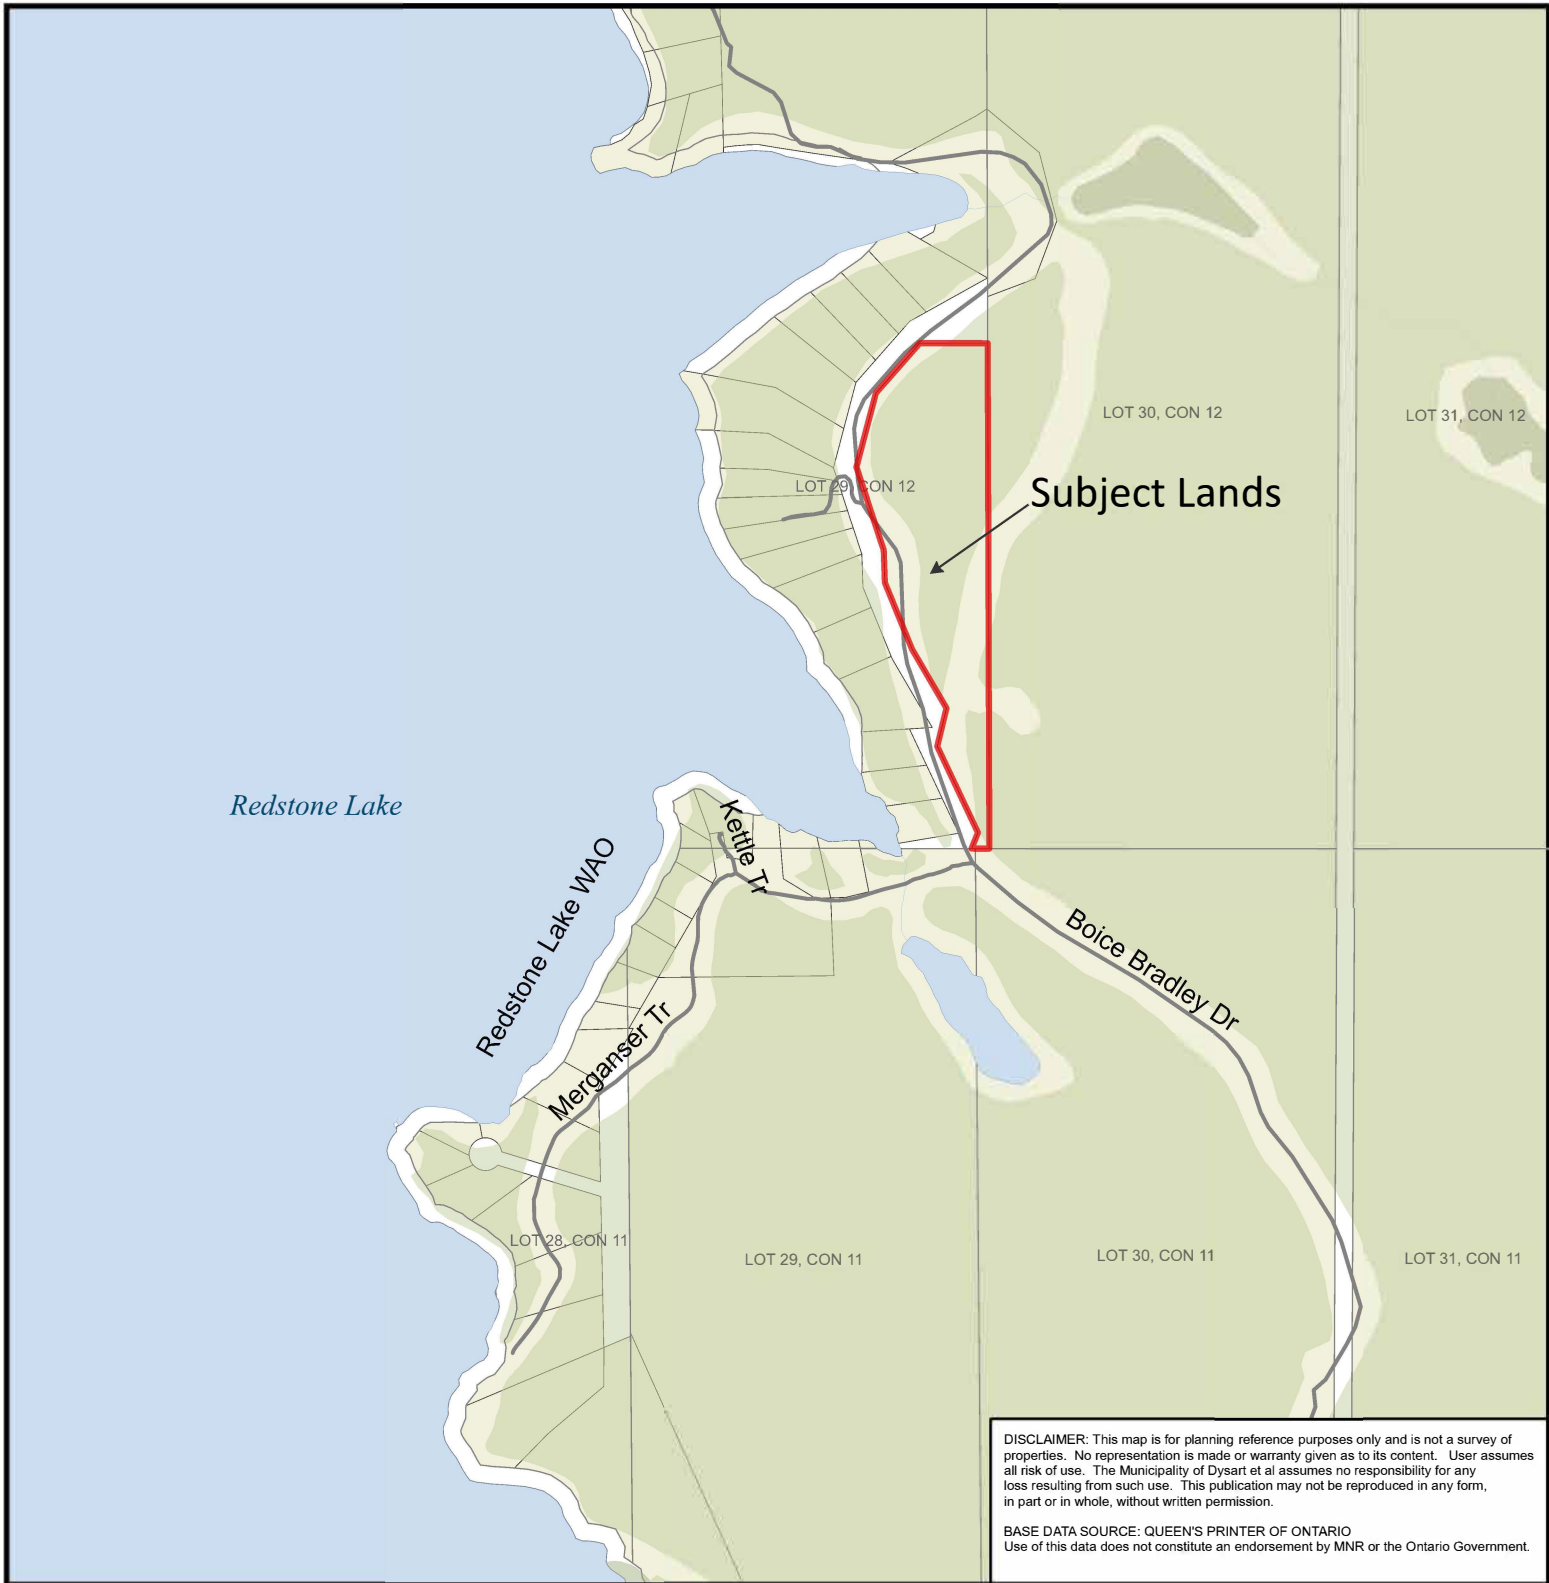 LOT 30, CON 12
LOT 31, CON 12
LOT 29, CON 12
Subject Lands
Redstone Lake
Kettle Tr
Redstone Lake WAO
Boice Bradley Dr
Merganser Tr
LOT 28, CON 11
LOT 29, CON 11
LOT 30, CON 11
LOT 31, CON 11
DISCLAIMER: This map is for planning reference purposes only and is not a survey of
properties. No representation is made or warranty given as to its content. User assumes
all risk of use. The Municipality of Dysart et al assumes no responsibility for any
loss resulting from such use. This publication may not be reproduced in any form,
in part or in whole, without written permission.
BASE DATA SOURCE: QUEEN'S PRINTER OF ONTARIO
Use of this data does not constitute an endorsement by MNR or the Ontario Government.